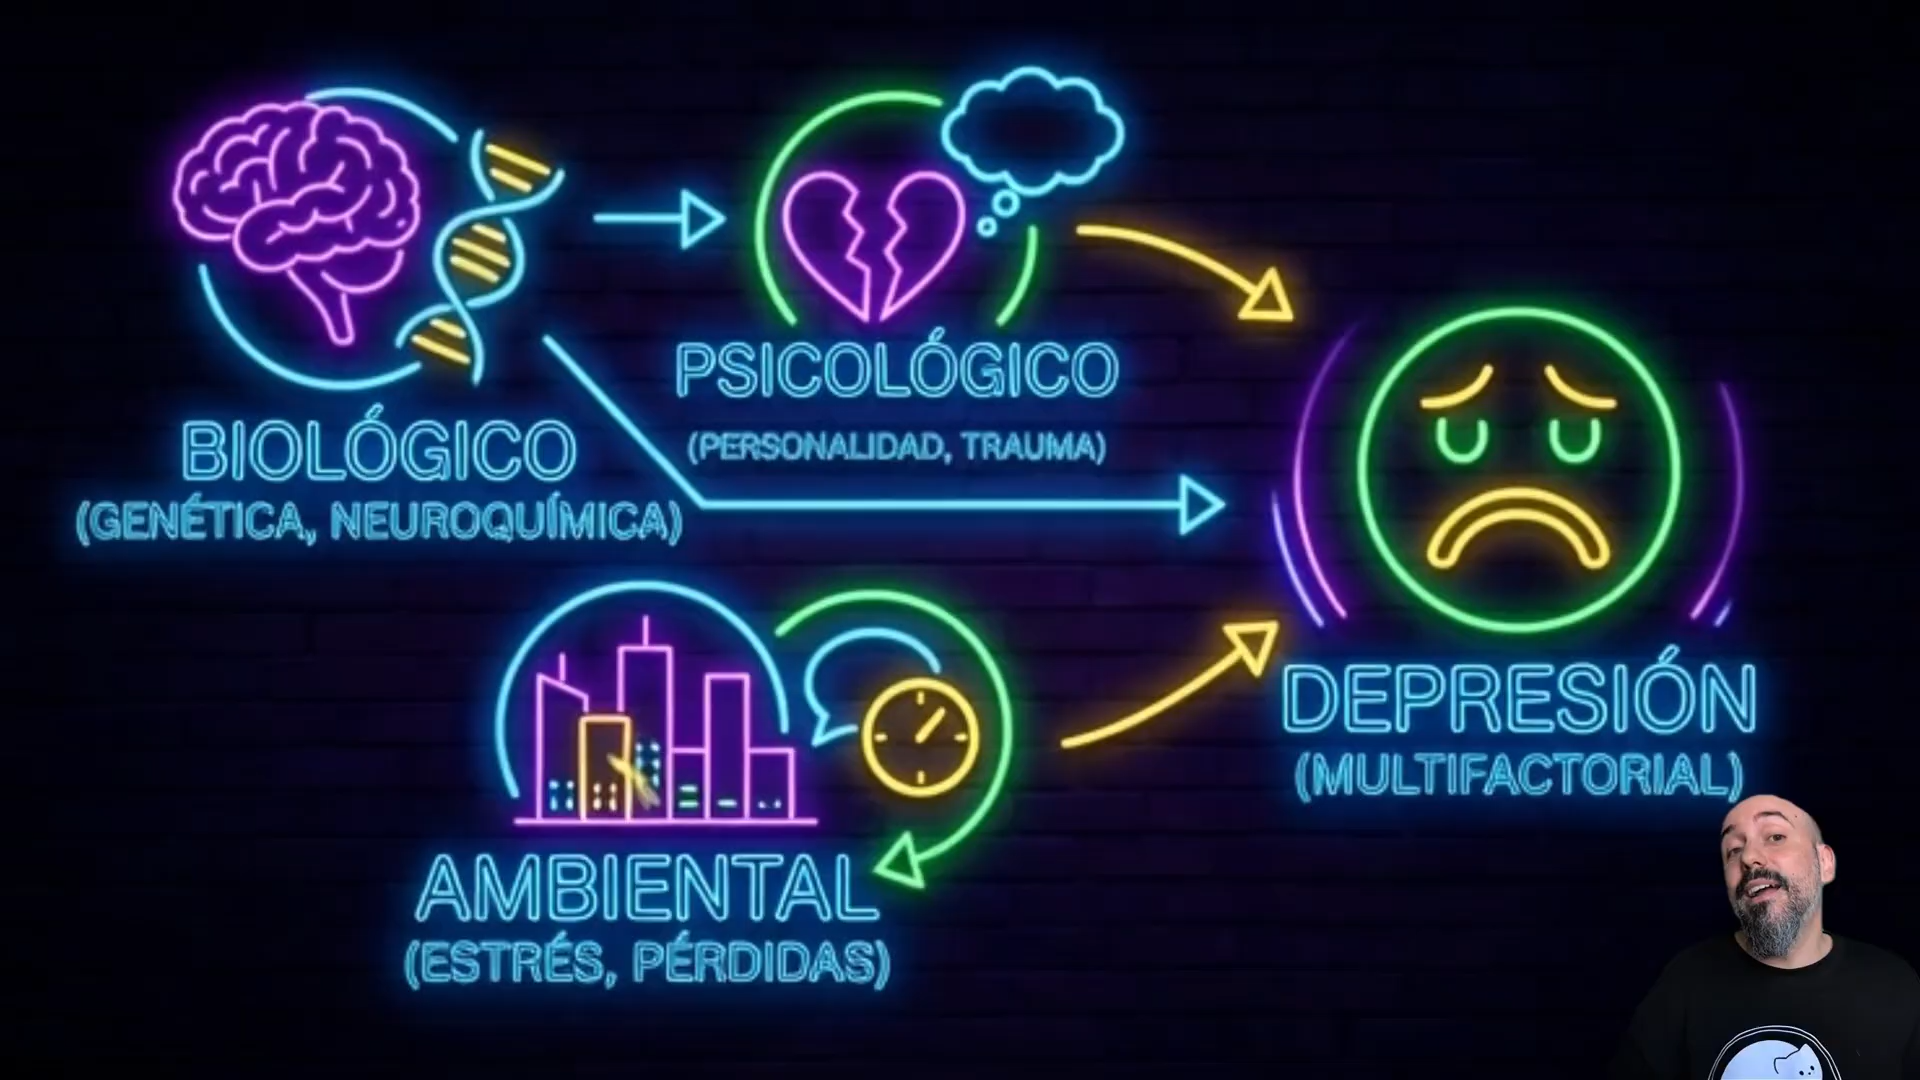 BIOLÓGICO
(GENÉTICA, NEUROQUÍMICA)
PSICOLÓGICO
(PERSONALIDAD, TRAUMA)
AMBIENTAL
(ESTRÉS, PÉRDIDAS)
DEPRESIÓN
(MULTIFACTORIAL)